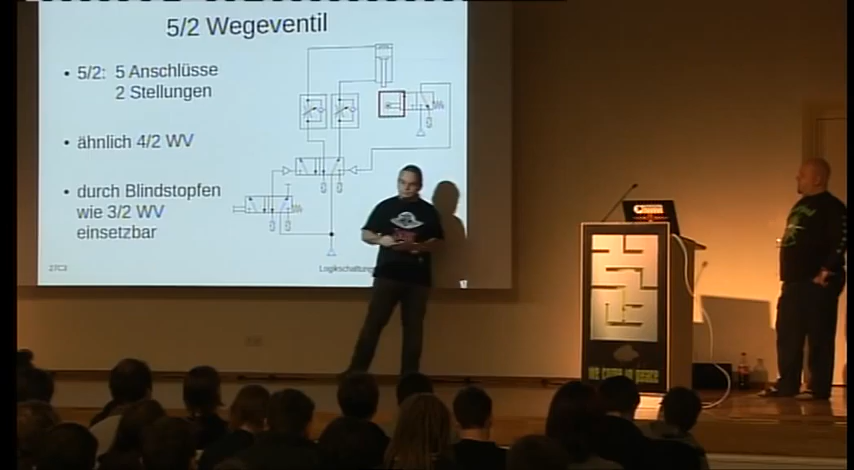 5/2 Wegeventil
• 5/2: 5 Anschlüsse
2 Stellungen
• ähnlich 4/2 WV
• durch Blindstopfen
wie 3/2 WV
einsetzbar
27C3